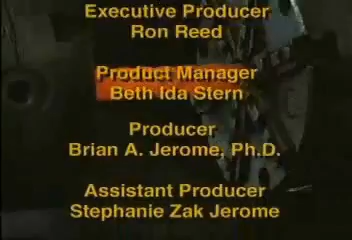 Executive Producer
Ron Reed
Product Manager
Beth Ida Stern
Producer
Brian A. Jerome, Ph.D.
Assistant Producer
Stephanie Zak Jerome